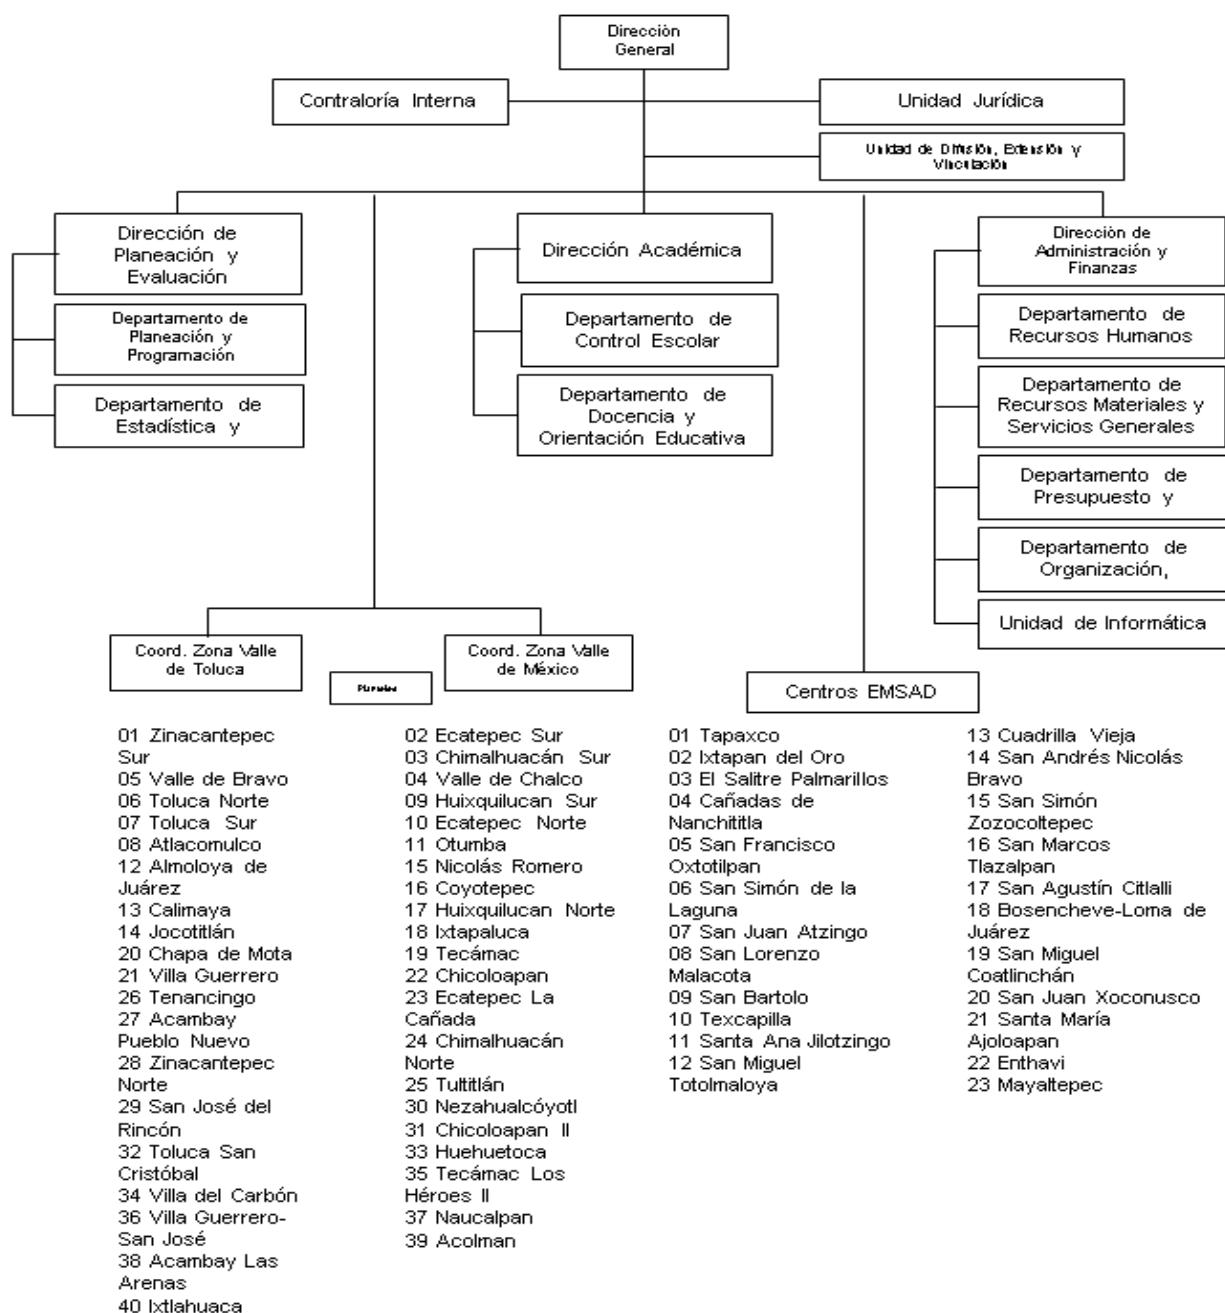 Dirección
General
Contraloría Interna
Unidad Jurídica
Unidad de Difusión, Extensión y
Vinculación
Dirección de
Planeación y
Evaluación
Departamento de
Planeación y
Programación
Departamento de
Estadística y
Dirección Académica
Departamento de
Control Escolar
Departamento de
Docencia y
Orientación Educativa
Dirección de
Administración y
Finanzas
Departamento de
Recursos Humanos
Departamento de
Recursos Materiales y
Servicios Generales
Departamento de
Presupuesto y
Departamento de
Organización,
Unidad de Informática
Coord. Zona Valle
de Toluca
Coord. Zona Valle
de México
Planteles
Centros EMSAD
01 Zinacantepec
Sur
05 Valle de Bravo
06 Toluca Norte
07 Toluca Sur
08 Atlacomulco
12 Almoloya de
Juárez
13 Calimaya
14 Jocotitlán
20 Chapa de Mota
21 Villa Guerrero
26 Tenancingo
27 Acambay
Pueblo Nuevo
28 Zinacantepec
Norte
29 San José del
Rincón
32 Toluca San
Cristóbal
34 Villa del Carbón
36 Villa Guerrero-
San José
38 Acambay Las
Arenas
40 Ixtlahuaca
02 Ecatepec Sur
03 Chimalhuacán Sur
04 Valle de Chalco
09 Huixquilucan Sur
10 Ecatepec Norte
11 Otumba
15 Nicolás Romero
16 Coyotepec
17 Huixquilucan Norte
18 Ixtapaluca
19 Tecámac
22 Chicoloapan
23 Ecatepec La
Cañada
24 Chimalhuacán
Norte
25 Tultitlán
30 Nezahualcóyotl
31 Chicoloapan II
33 Huehuetoca
35 Tecámac Los
Héroes II
37 Naucalpan
39 Acolman
01 Tapaxco
02 Ixtapan del Oro
03 El Salitre Palmarillos
04 Cañadas de
Nanchititla
05 San Francisco
Oxtotilpan
06 San Simón de la
Laguna
07 San Juan Atzingo
08 San Lorenzo
Malacota
09 San Bartolo
10 Texcapilla
11 Santa Ana Jilotzingo
12 San Miguel
Totolmaloya
13 Cuadrilla Vieja
14 San Andrés Nicolás
Bravo
15 San Simón
Zozocoltepec
16 San Marcos
Tlazalpan
17 San Agustín Citlalli
18 Bosencheve-Loma de
Juárez
19 San Miguel
Coatlinchán
20 San Juan Xoconusco
21 Santa María
Ajoloapan
22 Enthavi
23 Mayaltepec